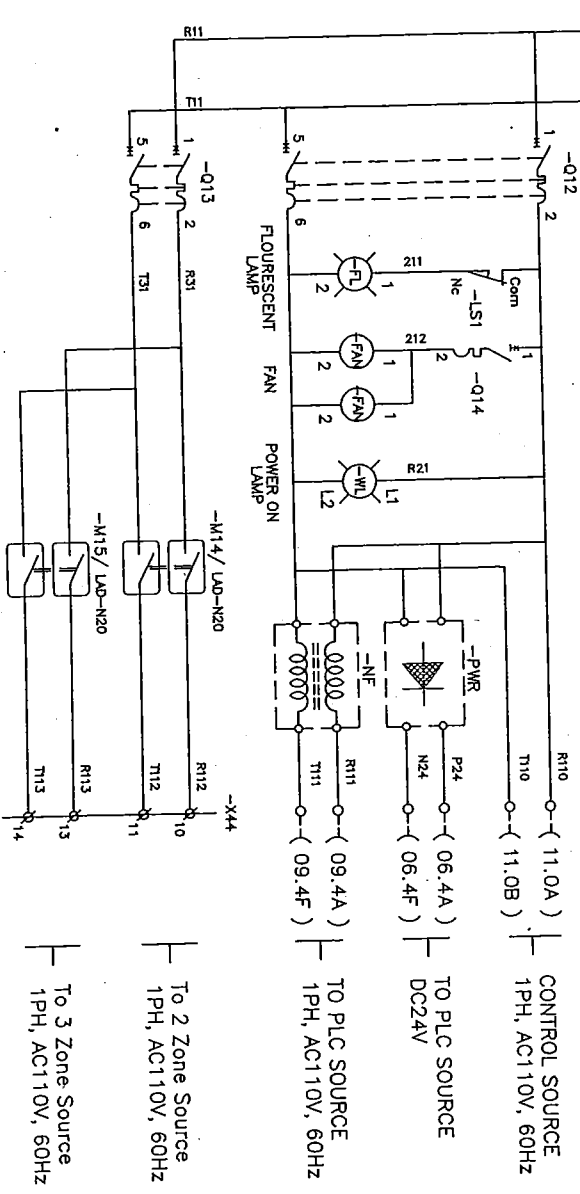 R11
T11
1
5
-Q13
2
6
R31
T31
-M14/ LAD-N20
-M15/ LAD-N20
R112
T112
R113
T113
-X44
10
11
13
14
To 2 Zone Source
1PH, AC110V, 60Hz
To 3 Zone Source
1PH, AC110V, 60Hz
1
5
-Q12
2
6
FLOURESCENT
LAMP
-FL
1
2
211
Com
Nc
-LS1
FAN
-FAN
1
2
-FAN
1
2
212
1
2
-Q14
POWER ON
LAMP
-WL
L1
L2
R21
-PWR
-NF
R110
T110
P24
N24
R111
T111
( 11.0A )
( 11.0B )
( 06.4A )
( 06.4F )
( 09.4A )
( 09.4F )
CONTROL SOURCE
1PH, AC110V, 60Hz
TO PLC SOURCE
DC24V
TO PLC SOURCE
1PH, AC110V, 60Hz